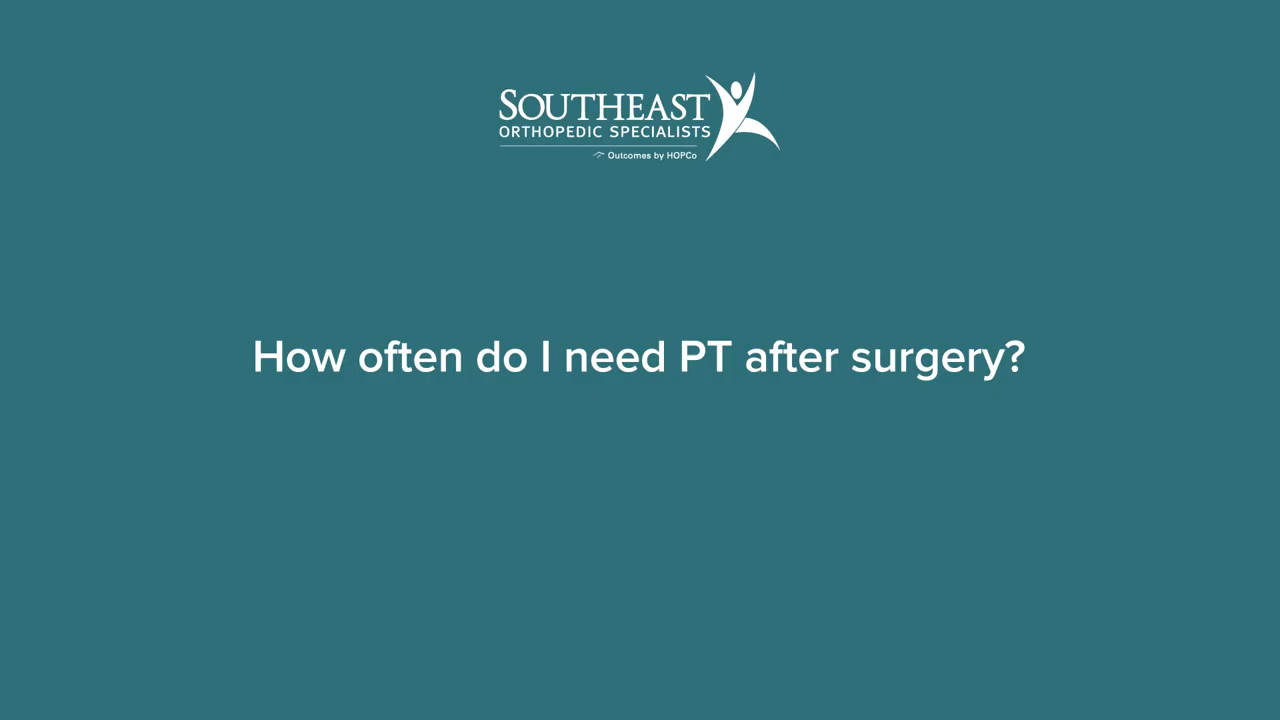 SOUTHEAST
ORTHOPEDIC SPECIALISTS
Outcomes by HOPCo
How often do I need PT after surgery?